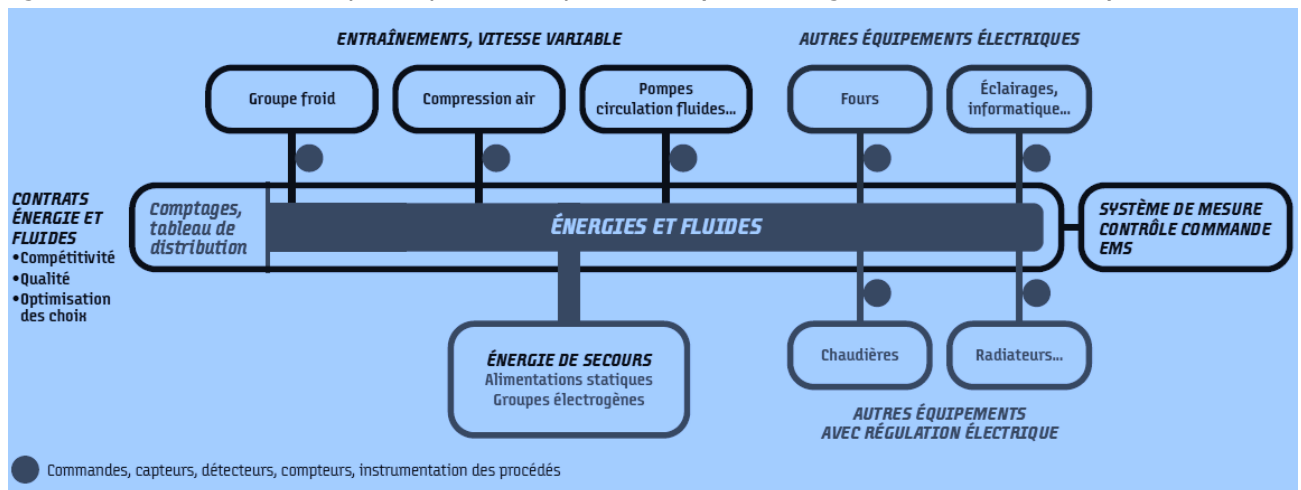 ENTRAÎNEMENTS, VITESSE VARIABLE
AUTRES ÉQUIPEMENTS ÉLECTRIQUES
Groupe froid
Compression air
Pompes
circulation fluides...
Fours
Éclairages,
informatique...
CONTRATS
ÉNERGIE ET
FLUIDES
•Compétitivité
•Qualité
•Optimisation
des choix
Comptages,
tableau de
distribution
ÉNERGIES ET FLUIDES
SYSTÈME DE MESURE
CONTRÔLE COMMANDE
EMS
ÉNERGIE DE SECOURS
Alimentations statiques
Groupes électrogènes
Chaudières
Radiateurs...
AUTRES ÉQUIPEMENTS
AVEC RÉGULATION ÉLECTRIQUE
Commandes, capteurs, détecteurs, compteurs, instrumentation des procédés